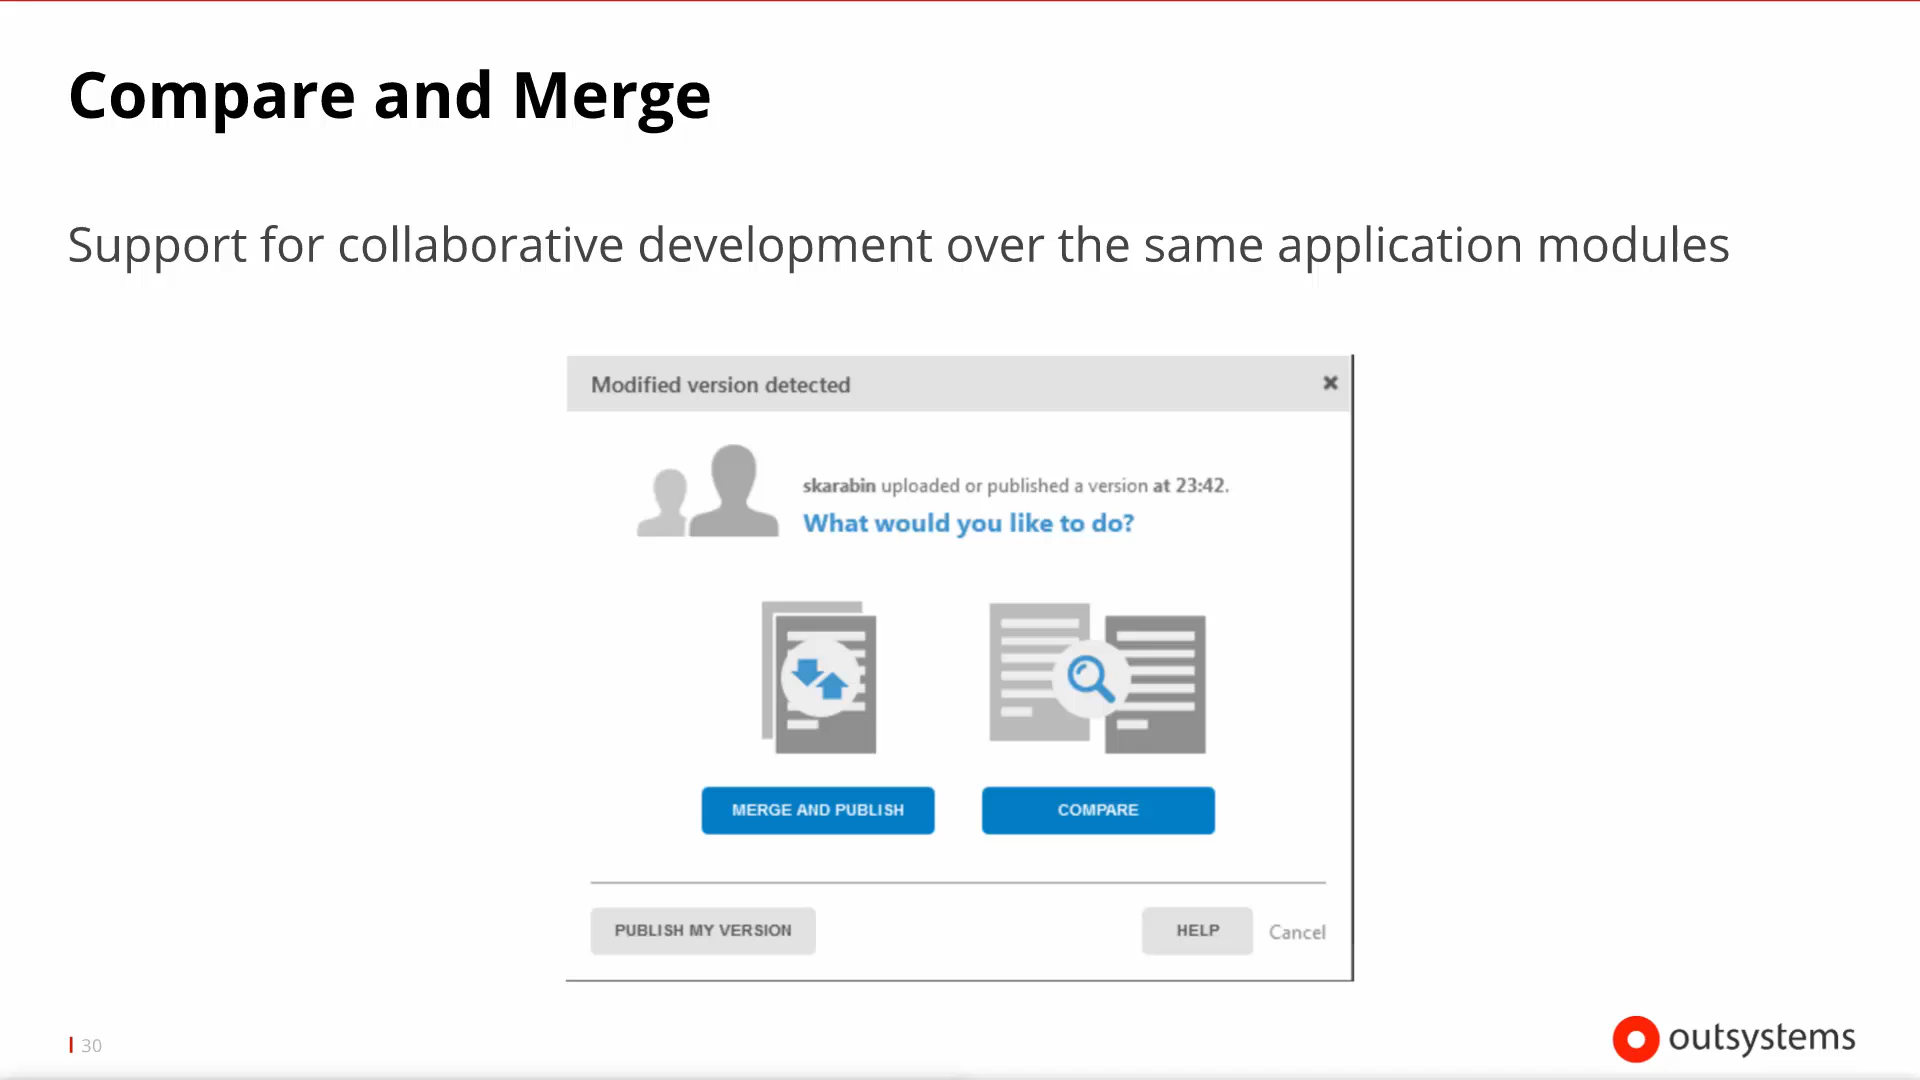 Compare and Merge
Support for collaborative development over the same application modules
Modified version detected
skarabin uploaded or published a version at 23:42.
What would you like to do?
MERGE AND PUBLISH
COMPARE
PUBLISH MY VERSION
HELP
Cancel
30
outsystems